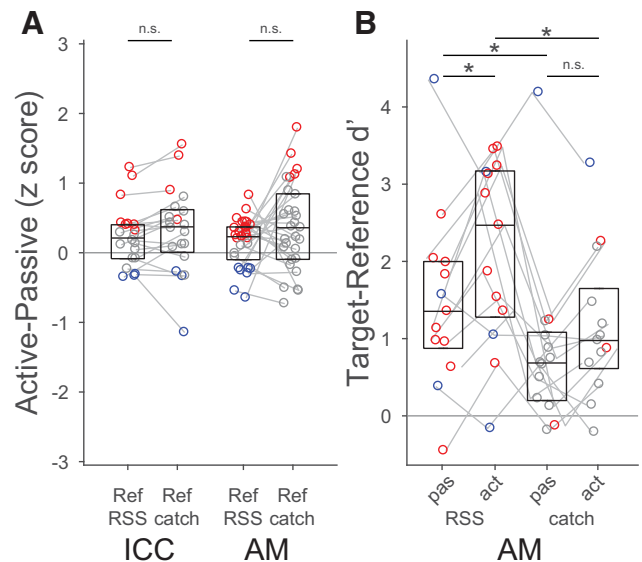 A
n.s.
n.s.
Active-Passive (z score)
3
2
1
0
-1
-2
-3
Ref Ref Ref Ref
RSS catch RSS catch
ICC AM
B
*
*
*
n.s.
Target-Reference d'
4
3
2
1
0
pas act pas act
RSS catch
AM